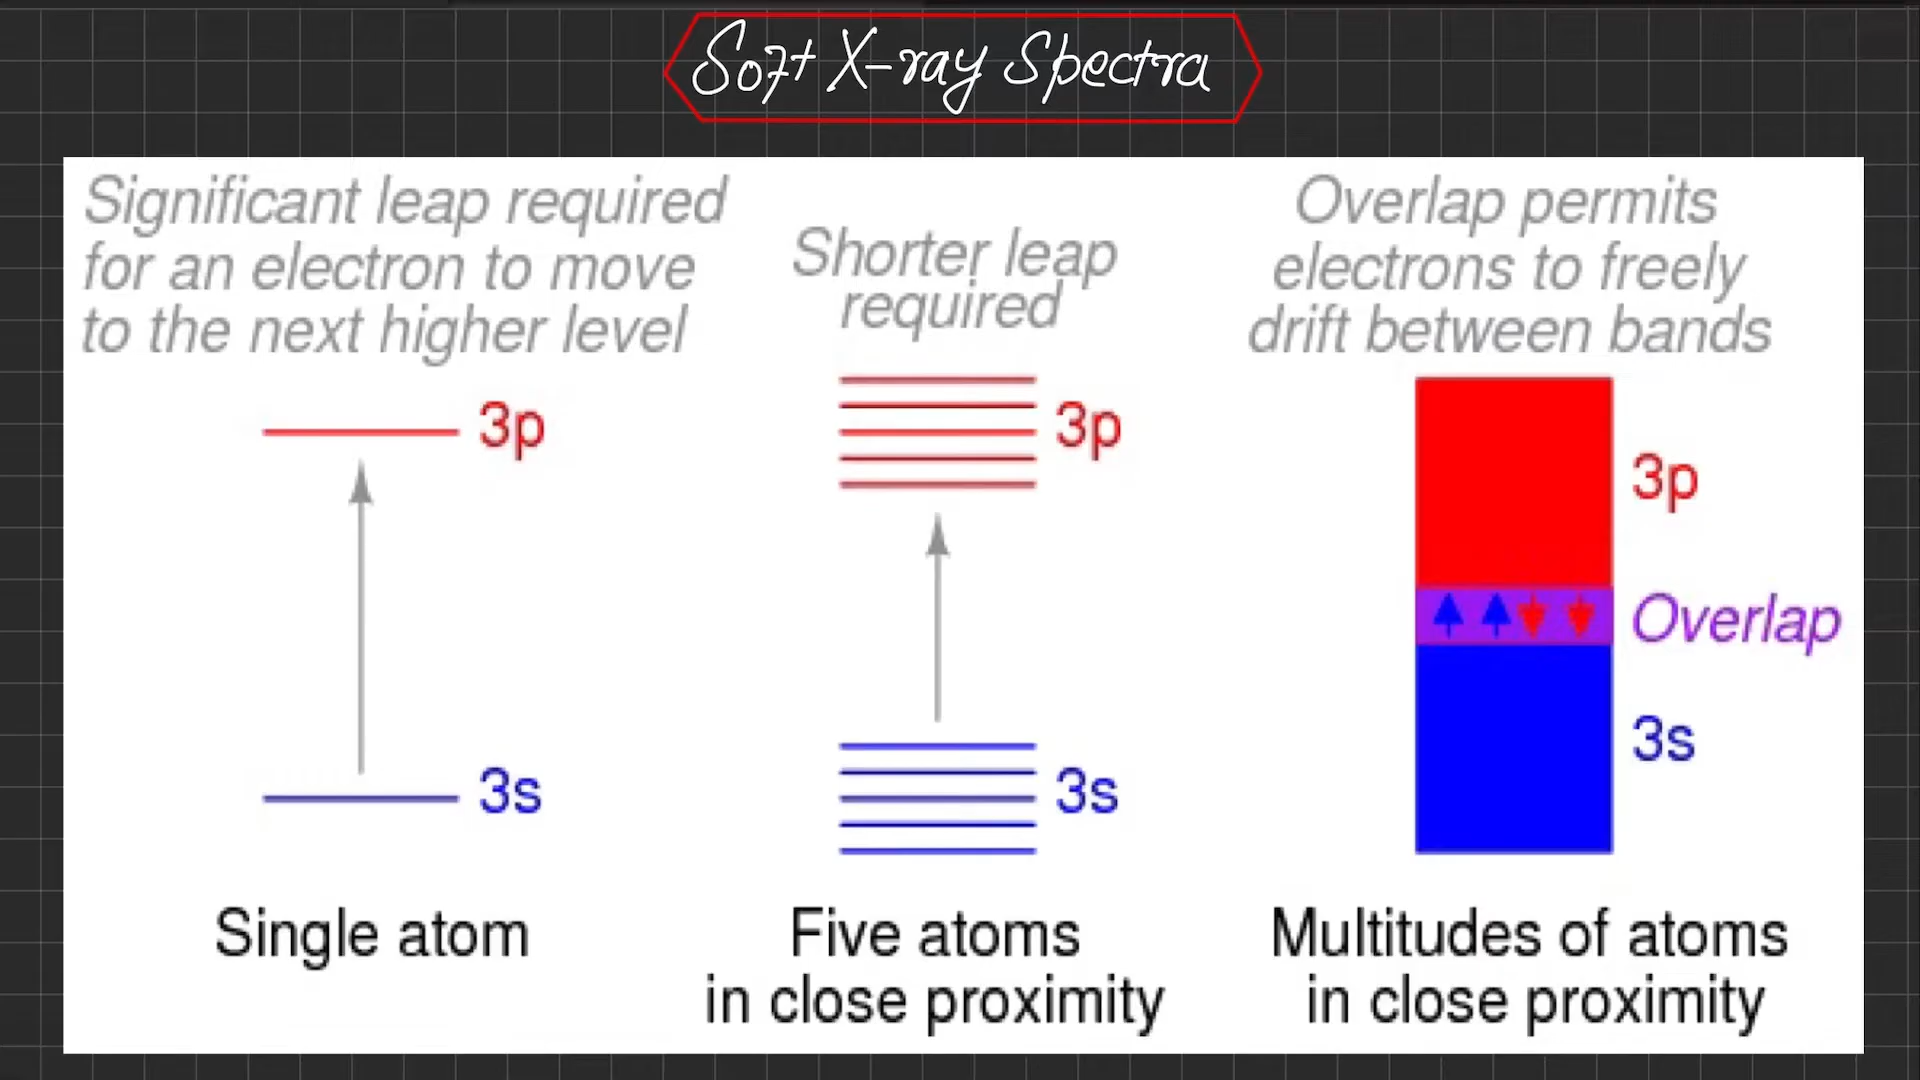 Soft X-ray Spectra
Significant leap required
for an electron to move
to the next higher level
3p
3s
Single atom
Shorter leap
required
3p
3s
Five atoms
in close proximity
Overlap permits
electrons to freely
drift between bands
3p
Overlap
3s
Multitudes of atoms
in close proximity